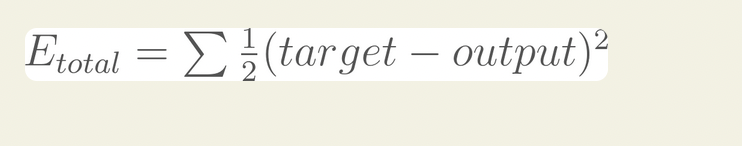 E_{total} = \sum \frac{1}{2}(target - output)^2